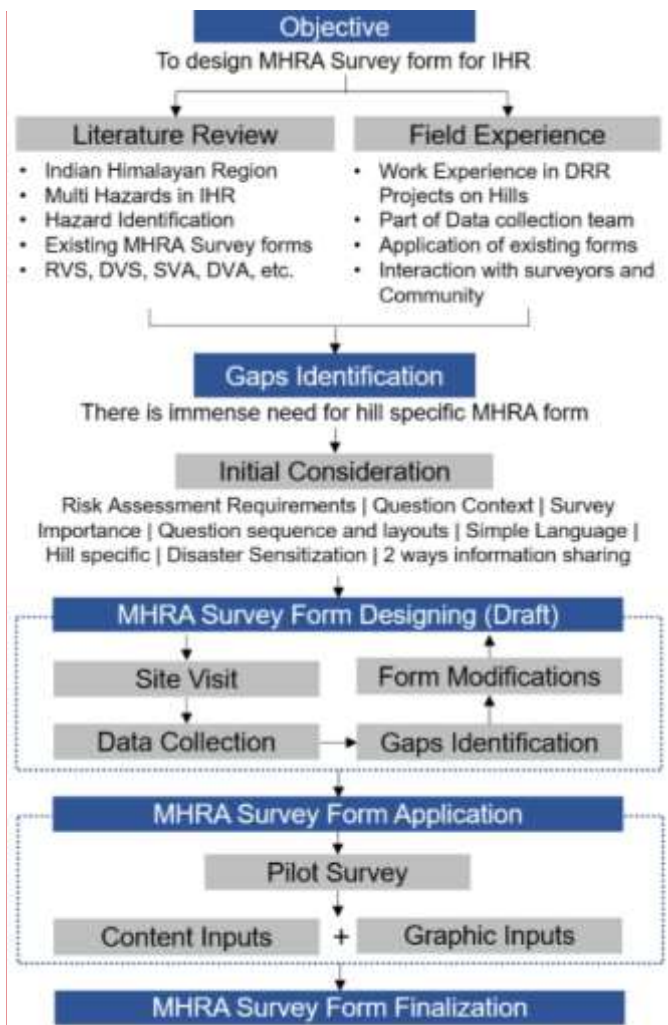 Objective
To design MHRA Survey form for IHR
Literature Review
• Indian Himalayan Region
• Multi Hazards in IHR
• Hazard Identification
• Existing MHRA Survey forms
• RVS, DVS, SVA, DVA, etc.
Field Experience
• Work Experience in DRR
Projects on Hills
• Part of Data collection team
• Application of existing forms
• Interaction with surveyors and
Community
Gaps Identification
There is immense need for hill specific MHRA form
Initial Consideration
Risk Assessment Requirements | Question Context | Survey
Importance | Question sequence and layouts | Simple Language |
Hill specific | Disaster Sensitization | 2 ways information sharing
MHRA Survey Form Designing (Draft)
Site Visit
Form Modifications
Data Collection
Gaps Identification
MHRA Survey Form Application
Pilot Survey
Content Inputs + Graphic Inputs
MHRA Survey Form Finalization